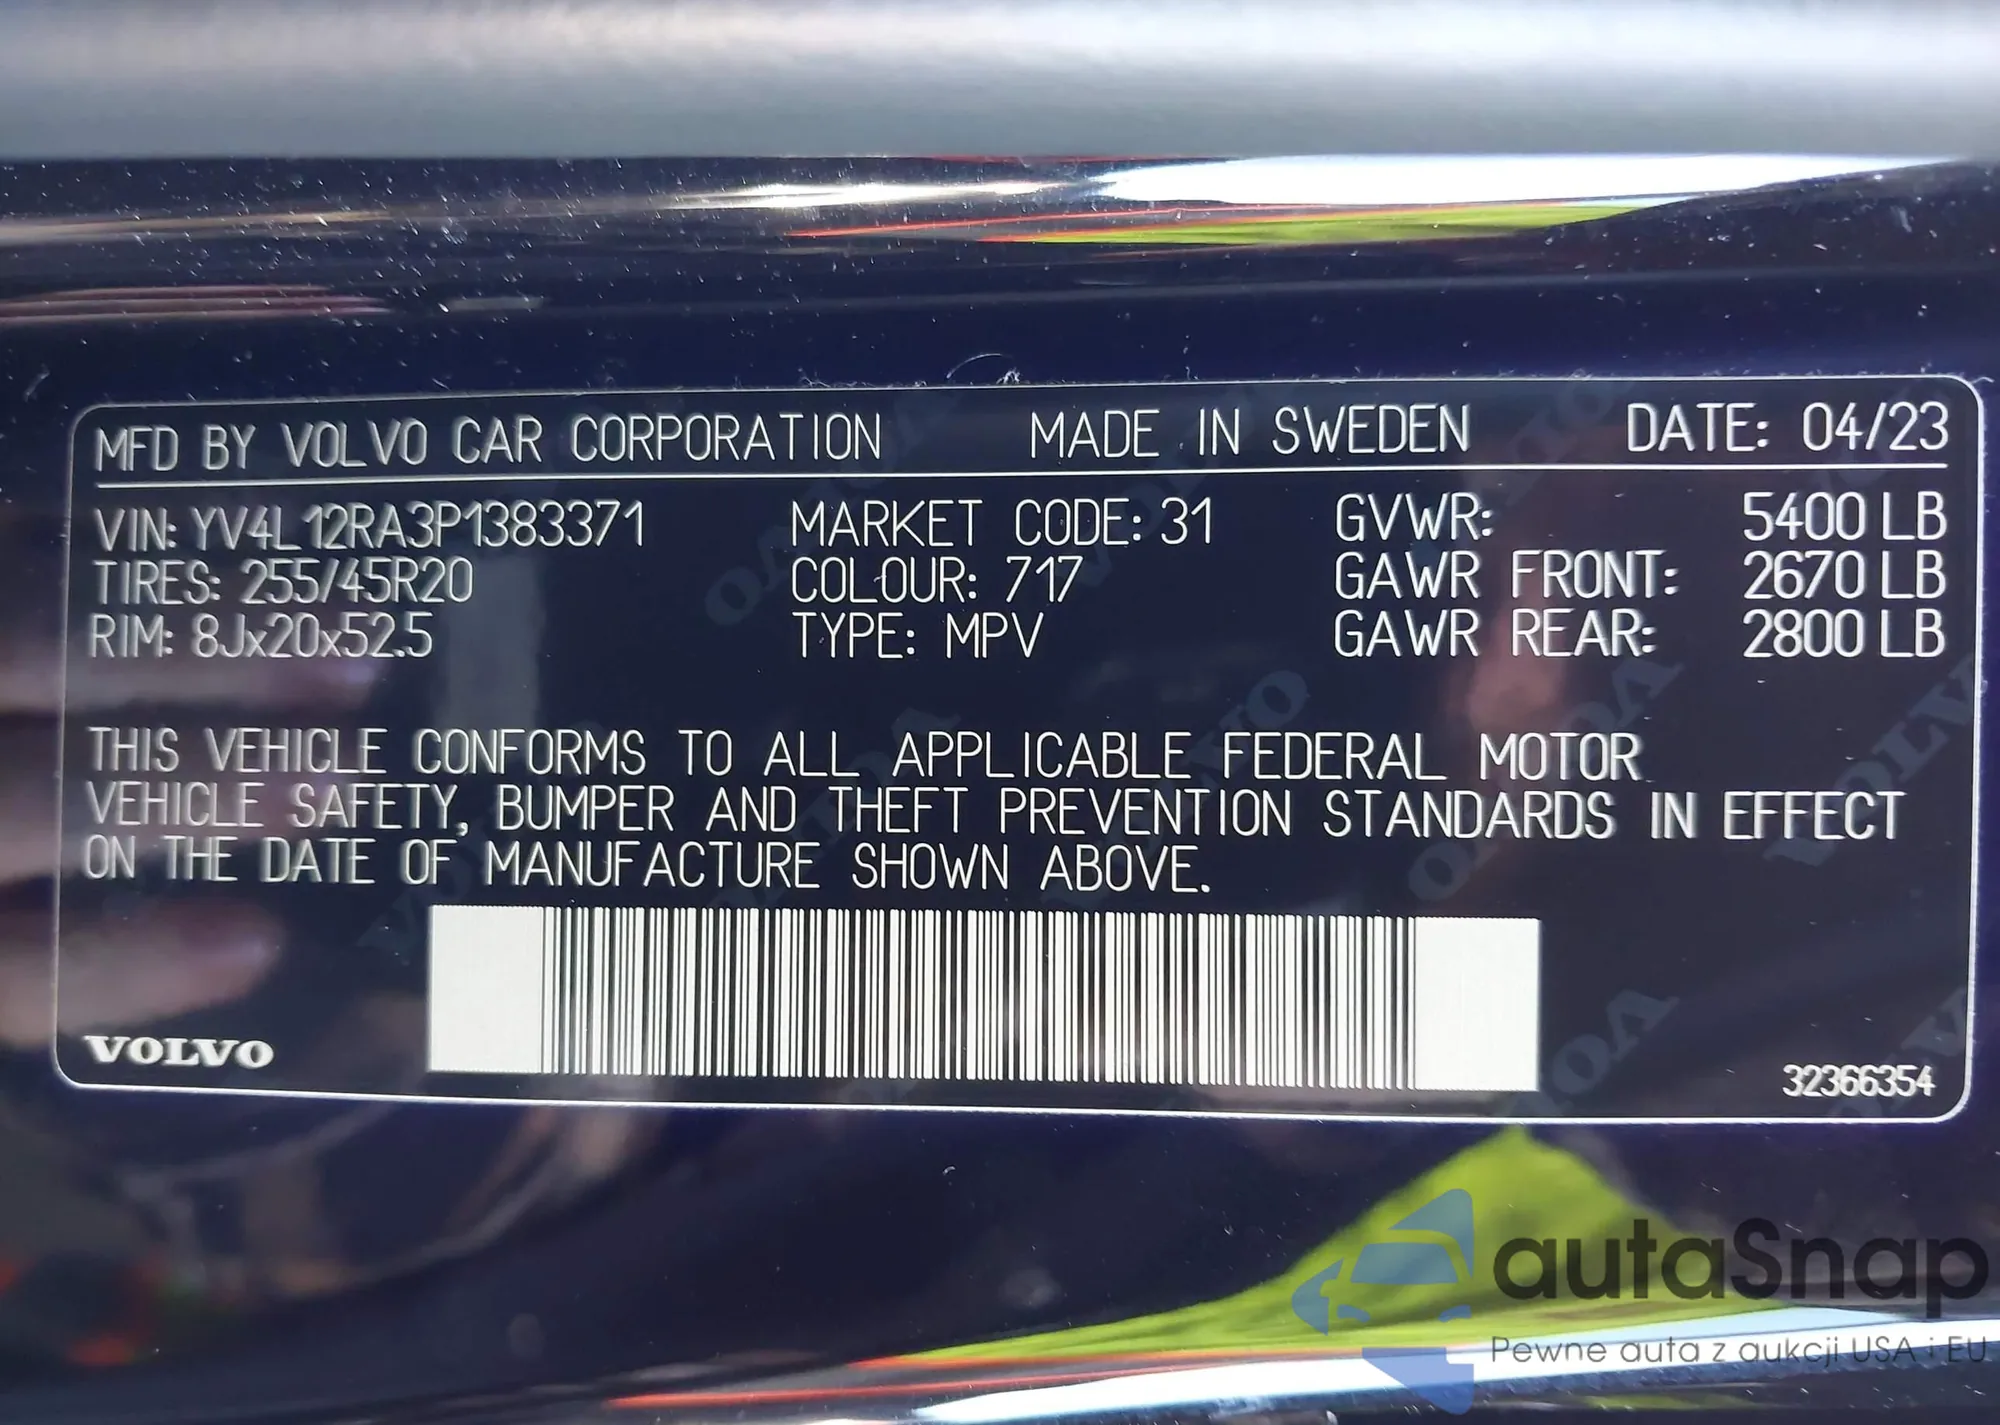 MFD BY VOLVO CAR CORPORATION MADE IN SWEDEN DATE: 04/23
VIN: YV4L12RA3P1383371 MARKET CODE: 31 GVWR: 5400 LB
TIRES: 255/45R20 COLOUR: 717 GAWR FRONT: 2670 LB
RIM: 8Jx20x52.5 TYPE: MPV GAWR REAR: 2800 LB
THIS VEHICLE CONFORMS TO ALL APPLICABLE FEDERAL MOTOR
VEHICLE SAFETY, BUMPER AND THEFT PREVENTION STANDARDS IN EFFECT
ON THE DATE OF MANUFACTURE SHOWN ABOVE.
VOLVO
32366354
autaSnap
Pewne auta z aukcji USA i EU